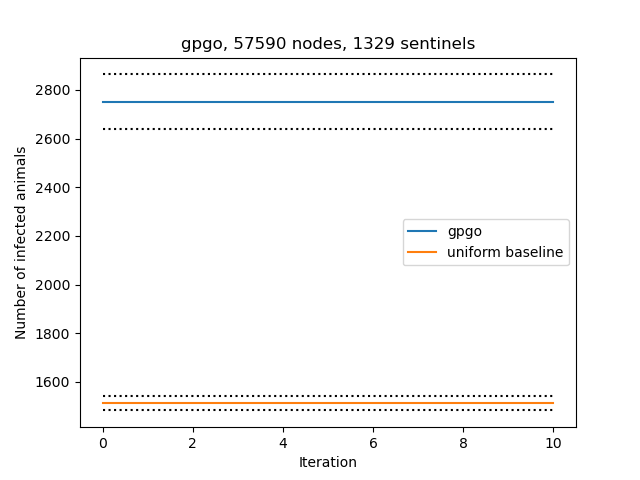 gpgo, 57590 nodes, 1329 sentinels
Number of infected animals
2800
2600
2400
2200
2000
1800
1600
gpgo
uniform baseline
0 2 4 6 8 10
Iteration